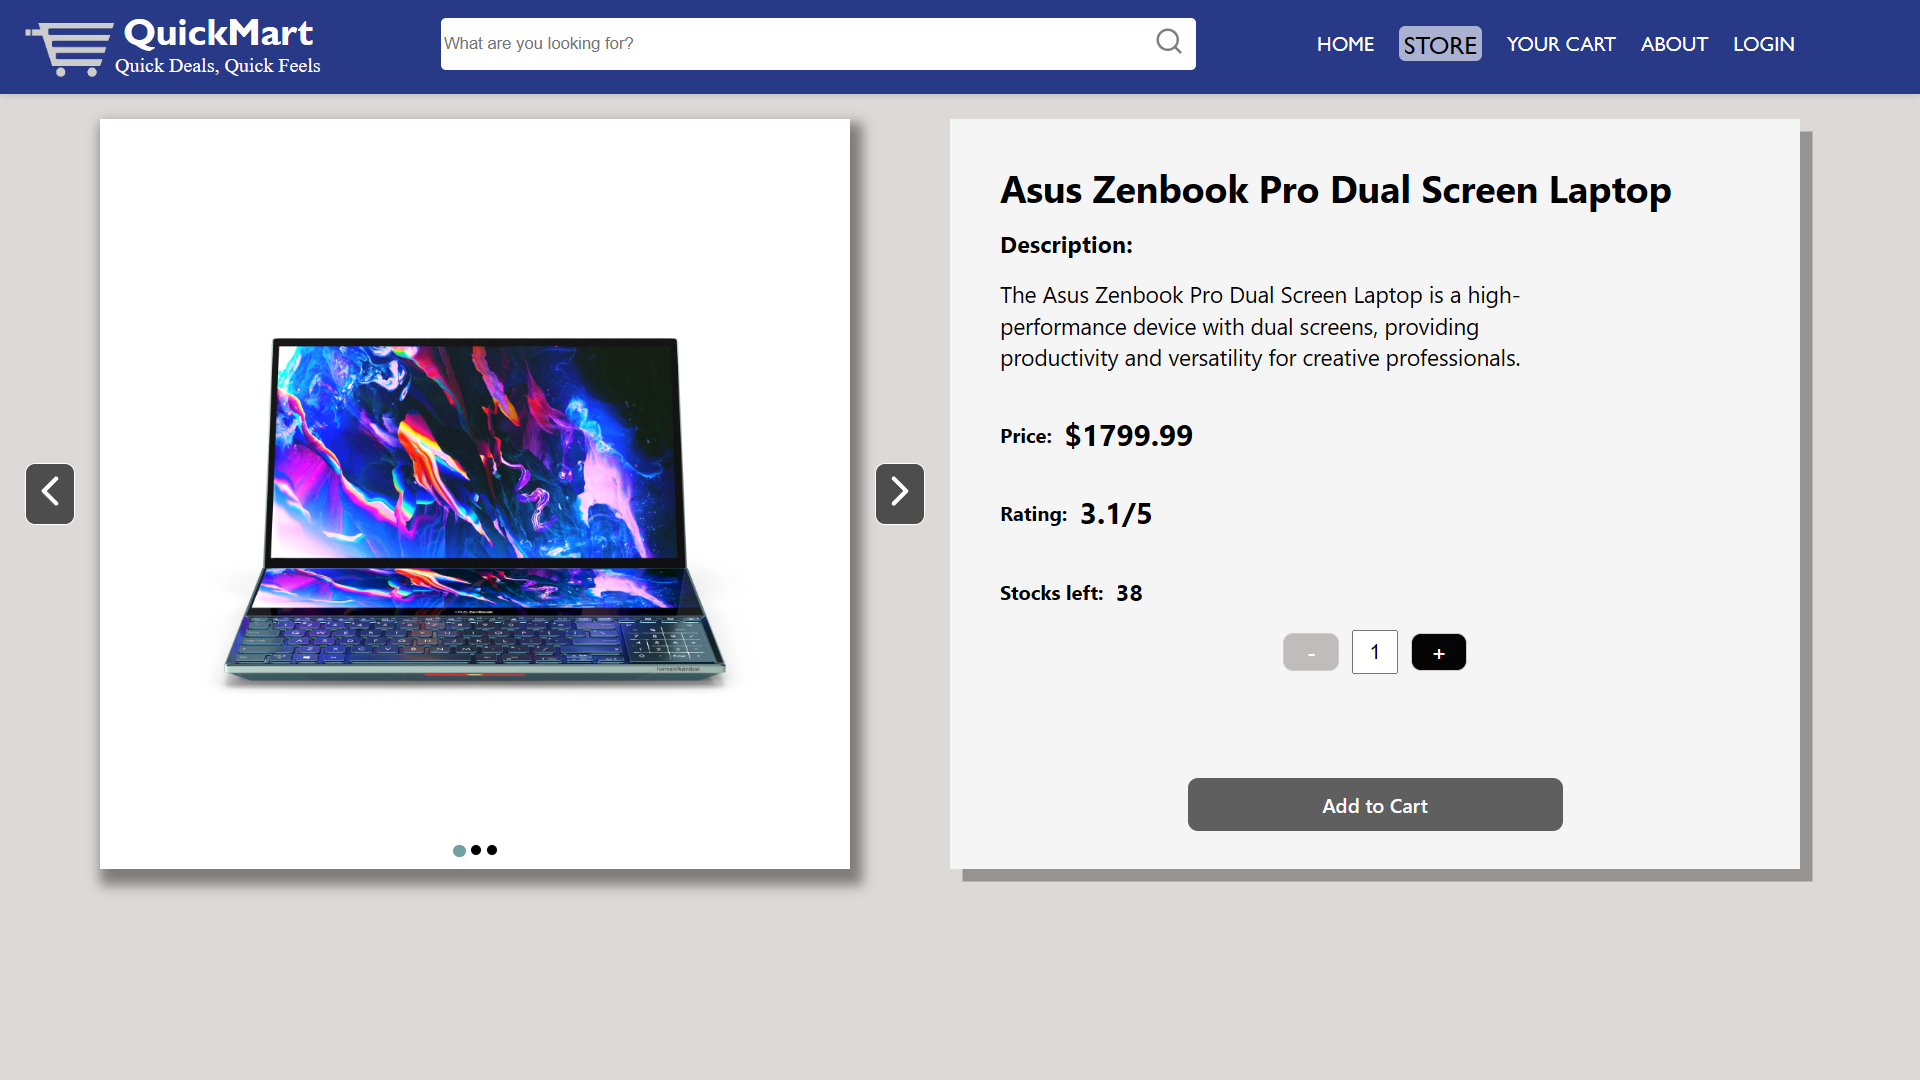 QuickMart
Quick Deals, Quick Feels
What are you looking for?
HOME
STORE
YOUR CART
ABOUT
LOGIN
Asus Zenbook Pro Dual Screen Laptop
Description:
The Asus Zenbook Pro Dual Screen Laptop is a high-
performance device with dual screens, providing
productivity and versatility for creative professionals.
Price: $1799.99
Rating: 3.1/5
Stocks left: 38
- 1 +
Add to Cart
harman/kardon